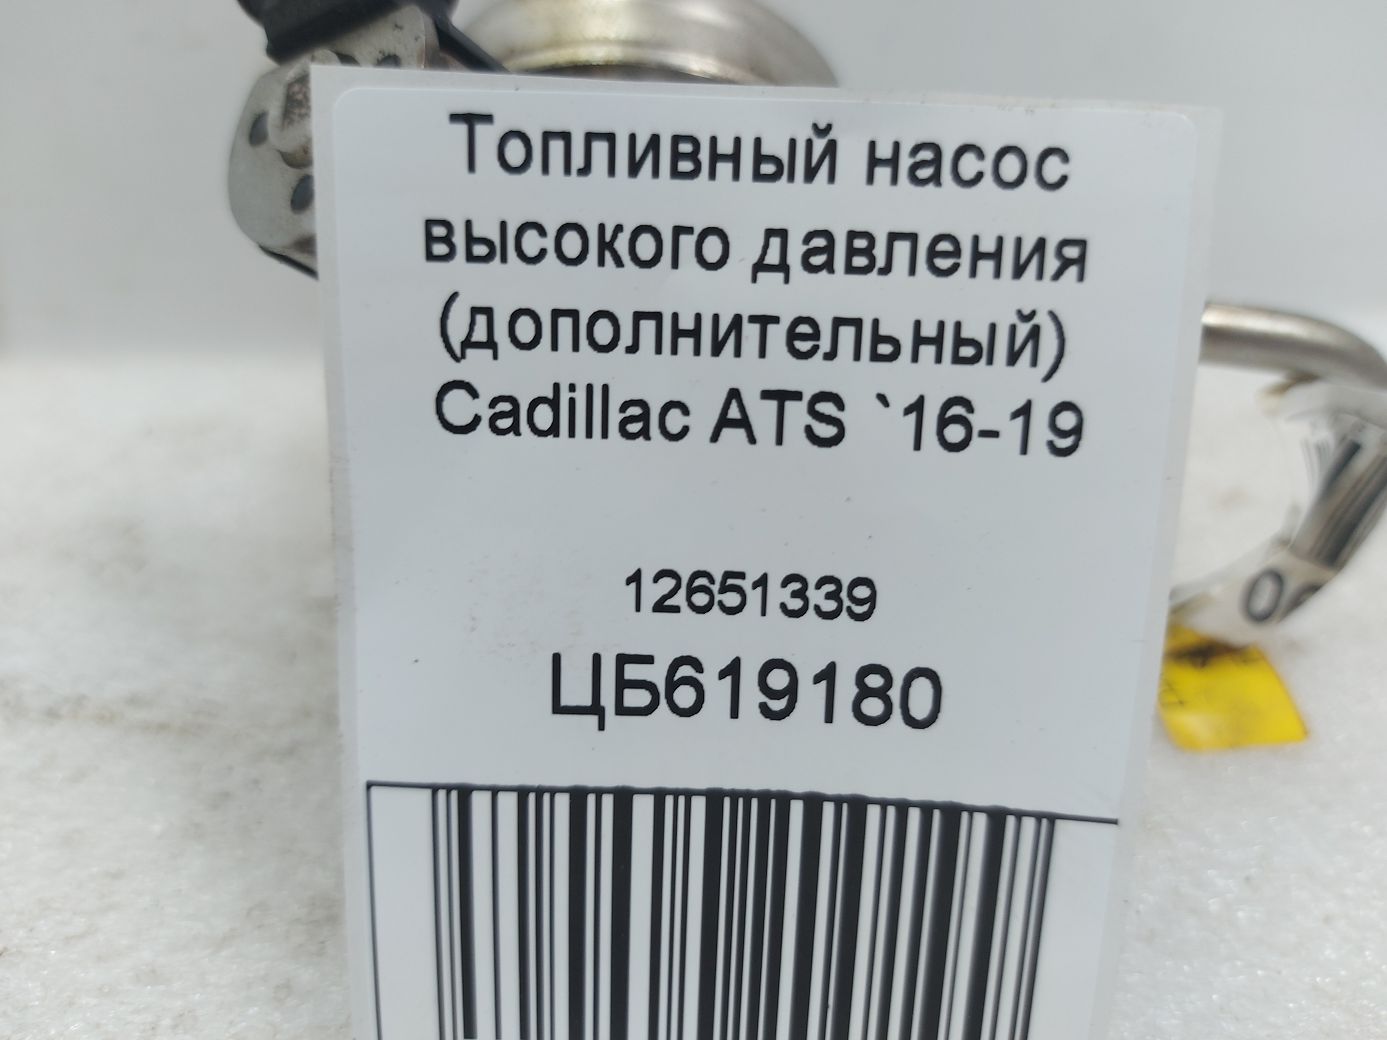 Топливный насос
высокого давления
(дополнительный)
Cadillac ATS `16-19
12651339
ЦБ619180